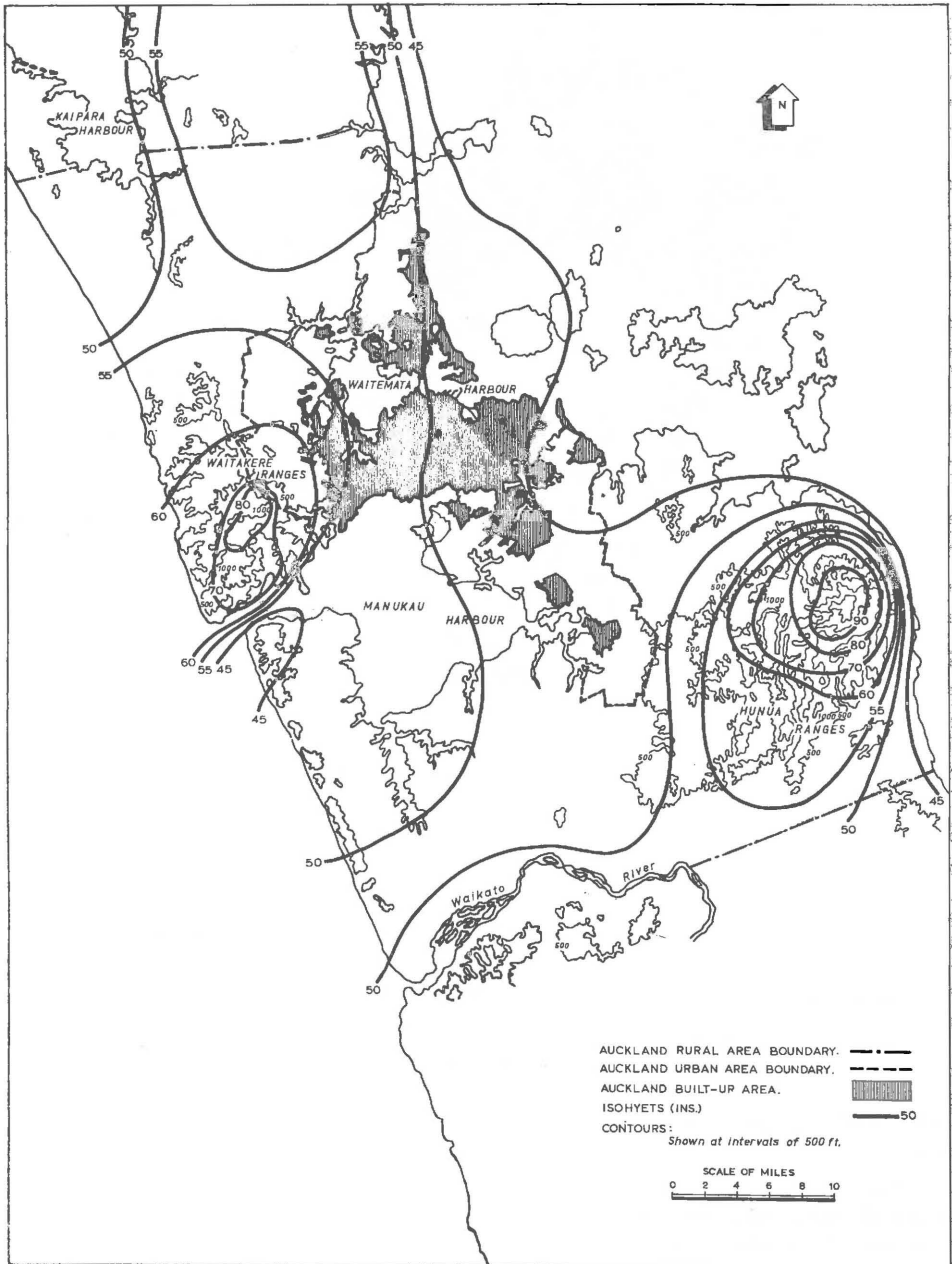 50
55
55
50
45
KAIPARA
HARBOUR
N
50
55
WAITEMATA
HARBOUR
500
WAITAKERE
RANGES
500
80
1000
60
500
1000
70
500
500
1000
500
90
80
MANUKAU
HARBOUR
70
60
60
55
45
55
HUNUA
RANGES
1000
500
500
500
45
45
50
50
River
Waikato
500
50
AUCKLAND RURAL AREA BOUNDARY.
AUCKLAND URBAN AREA BOUNDARY.
AUCKLAND BUILT-UP AREA.
ISOHYETS (INS.)
50
CONTOURS:
Shown at intervals of 500 ft.
SCALE OF MILES
0 2 4 6 8 10